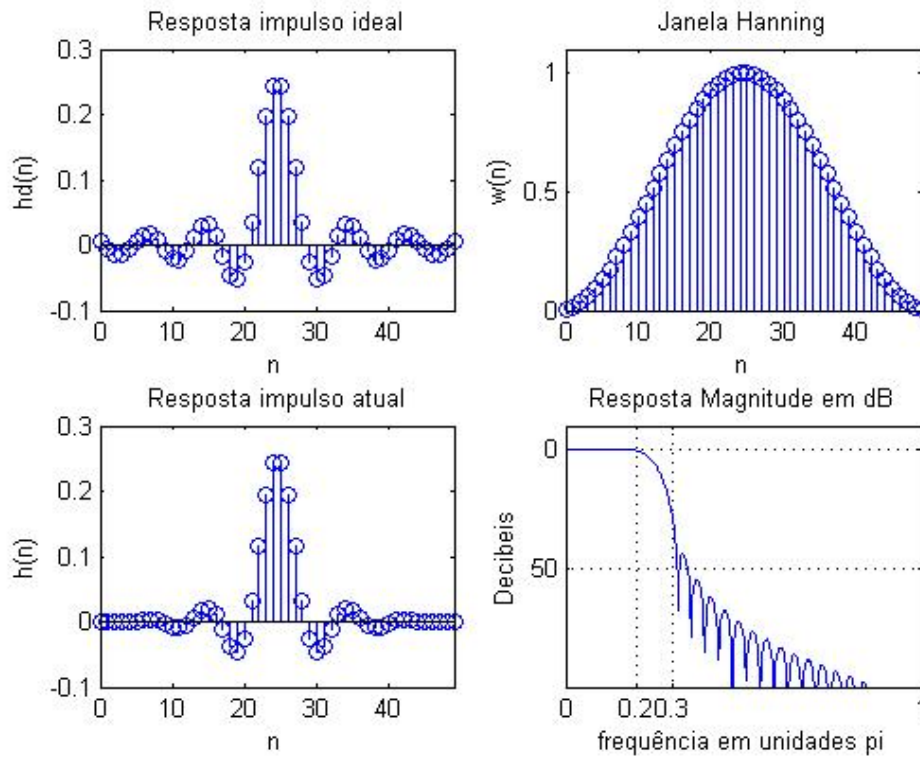 Resposta impulso ideal
0.3
0.2
0.1
0
-0.1
hd(n)
0 10 20 30 40
n
Janela Hanning
1
0.5
0
w(n)
0 10 20 30 40
n
Resposta impulso atual
0.3
0.2
0.1
0
-0.1
h(n)
0 10 20 30 40
n
Resposta Magnitude em dB
0
50
Decibeis
0 0.20.3 1
frequência em unidades pi